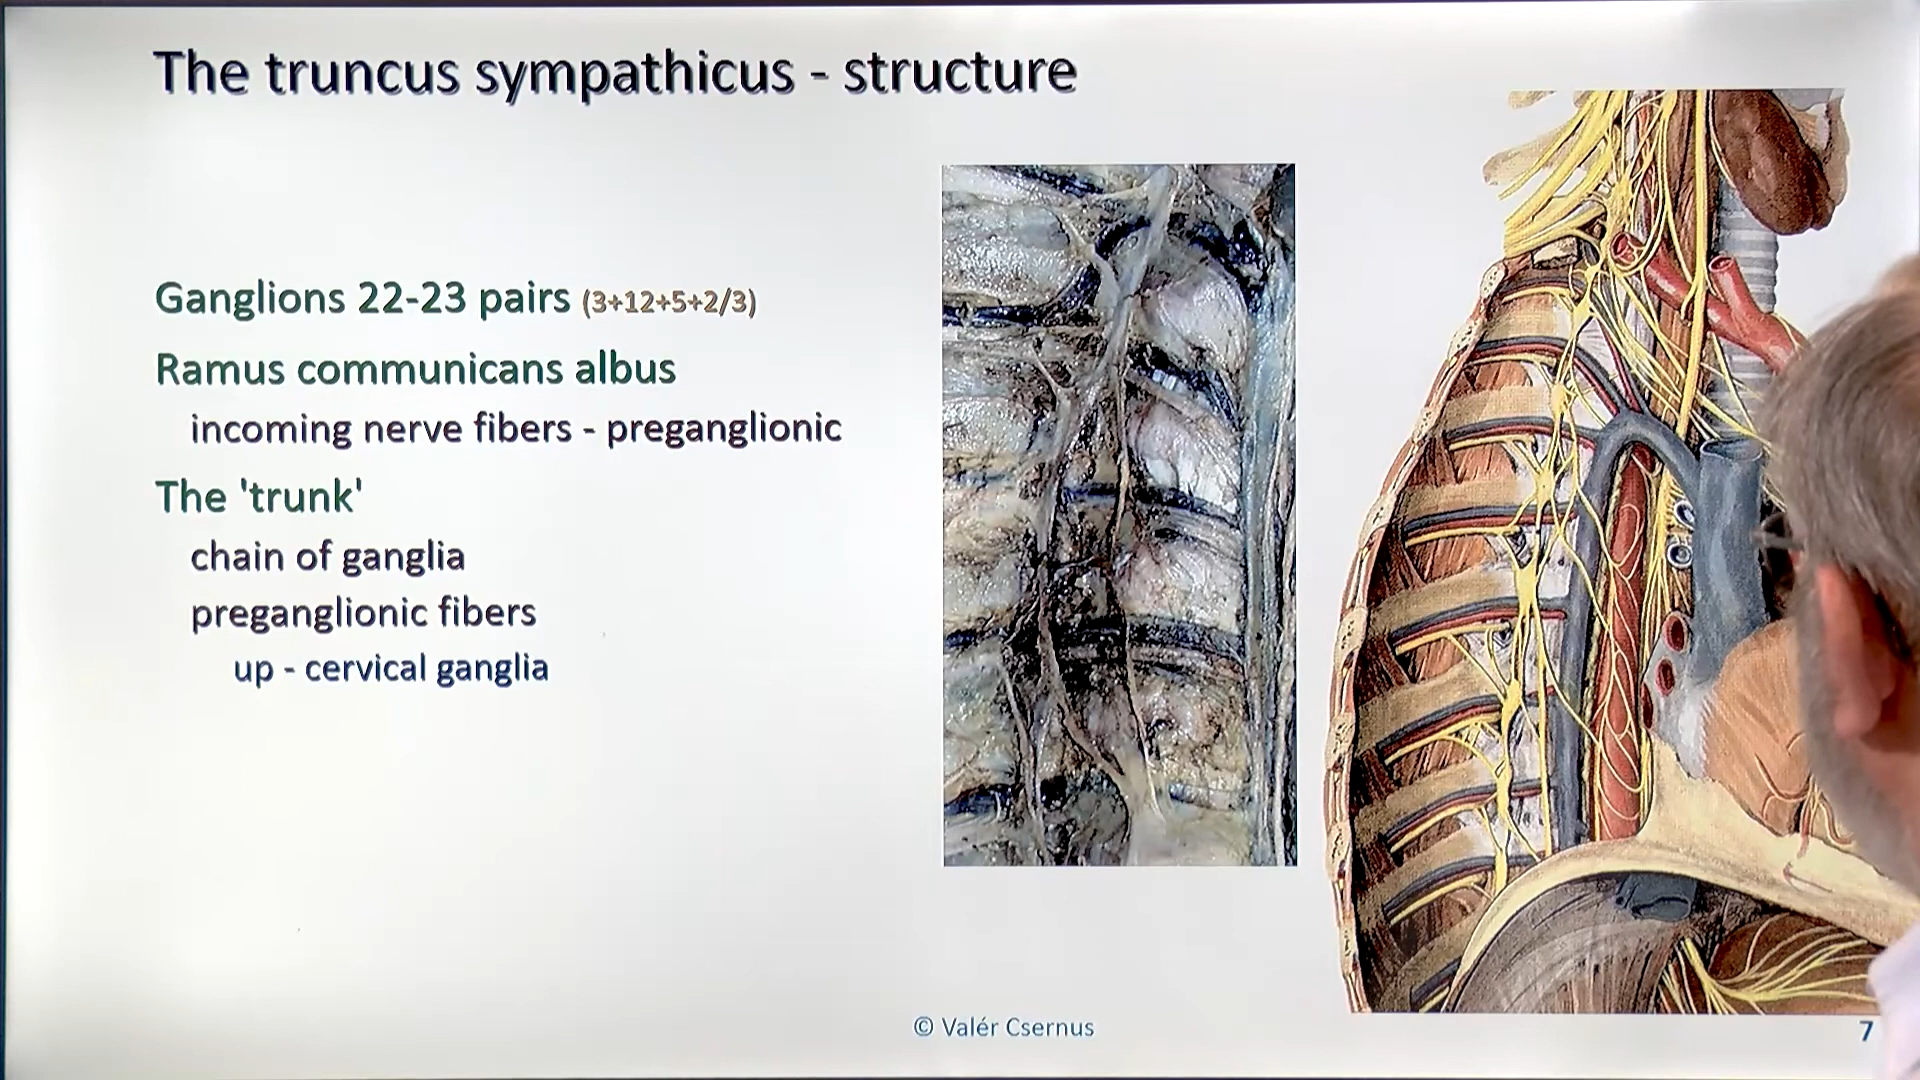 The truncus sympathicus - structure
Ganglions 22-23 pairs (3+12+5+2/3)
Ramus communicans albus
incoming nerve fibers - preganglionic
The 'trunk'
chain of ganglia
preganglionic fibers
up - cervical ganglia
© Valér Csernus
7